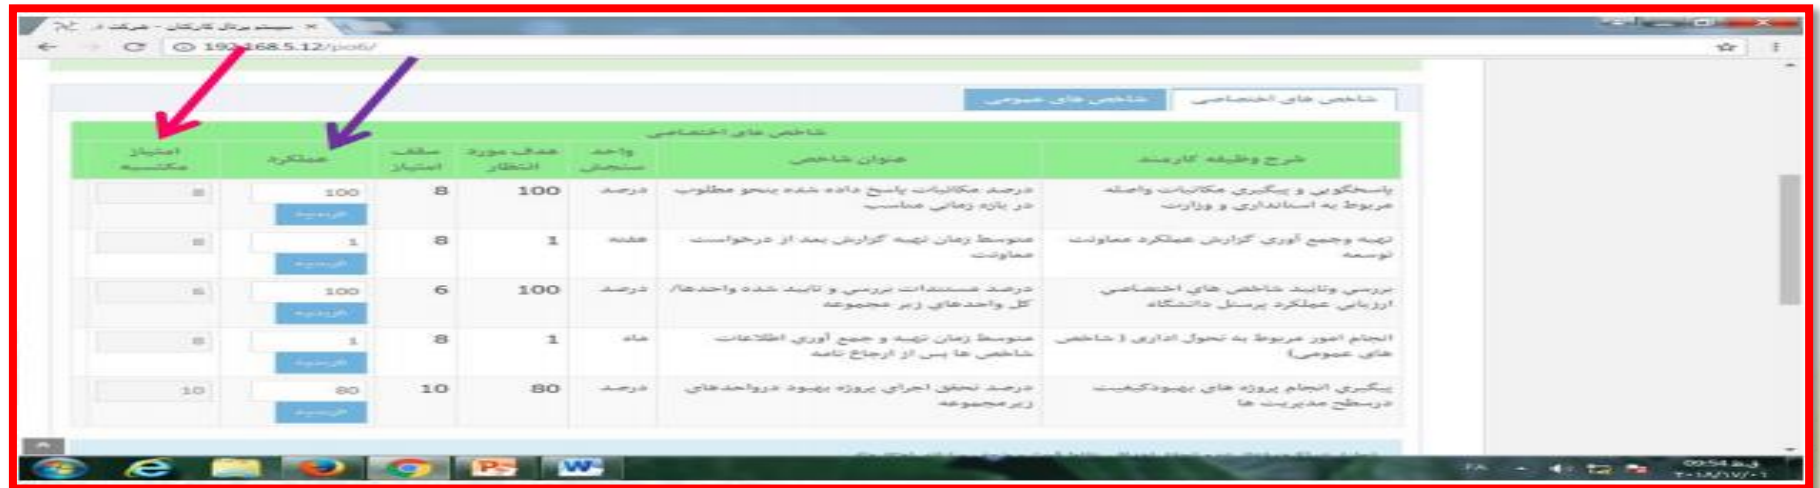 سیستم پرتال کارکنان - شرکت
192.168.5.12/po6/
شاخص های اختصاصی
شاخص های عمومی
شاخص های اختصاصی
شرح وظیفه کارمند
عنوان شاخص
واحد سنجش
هدف مورد انتظار
سقف امتیاز
عملکرد
امتیاز مکتسبه
پاسخگویی و پیگیری مکاتبات واصله
مربوط به استانداری و وزارت
درصد مکاتبات پاسخ داده شده بنحو مطلوب
در بازه زمانی مناسب
درصد
100
8
100
8
تهیه وجمع آوری گزارش عملکرد معاونت
توسعه
متوسط زمان تهیه گزارش بعد از درخواست
معاونت
هفته
1
8
1
8
بررسی وتایید شاخص های اختصاصی
ارزیابی عملکرد پرسنل دانشگاه
درصد مستندات بررسی و تایید شده واحدها/
کل واحدهای زیر مجموعه
درصد
100
6
100
6
انجام امور مربوط به تحول اداری ( شاخص
های عمومی)
متوسط زمان تهیه و جمع آوری اطلاعات
شاخص ها پس از ارجاع نامه
ماه
1
8
1
8
پیگیری انجام پروژه های بهبودکیفیت
درسطح مدیریت ها
درصد تحقق اجرای پروژه بهبود درواحدهای
زیرمجموعه
درصد
80
10
80
10
FA
09:54 ق.ظ